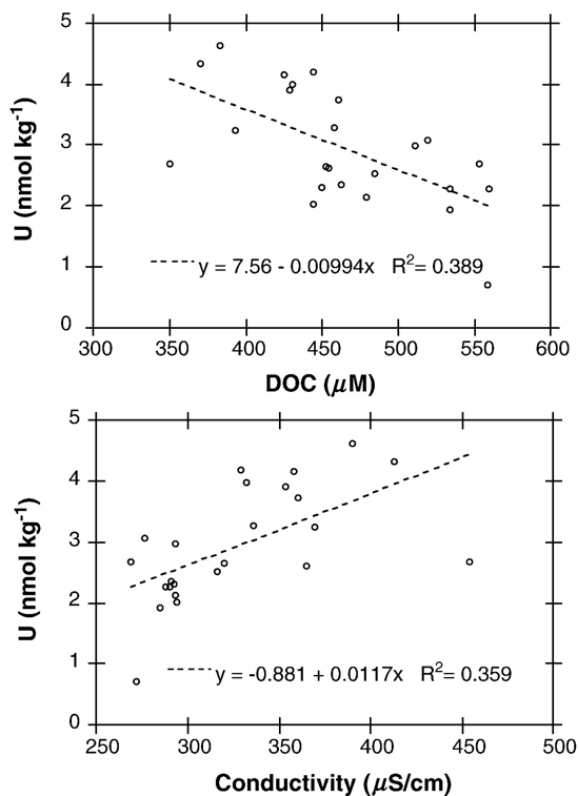 5
4
3
2
1
0
U (nmol kg⁻¹)
y = 7.56 - 0.00994x R²= 0.389
300 350 400 450 500 550 600
DOC (μM)
5
4
3
2
1
0
U (nmol kg⁻¹)
y = -0.881 + 0.0117x R²= 0.359
250 300 350 400 450 500
Conductivity (μS/cm)